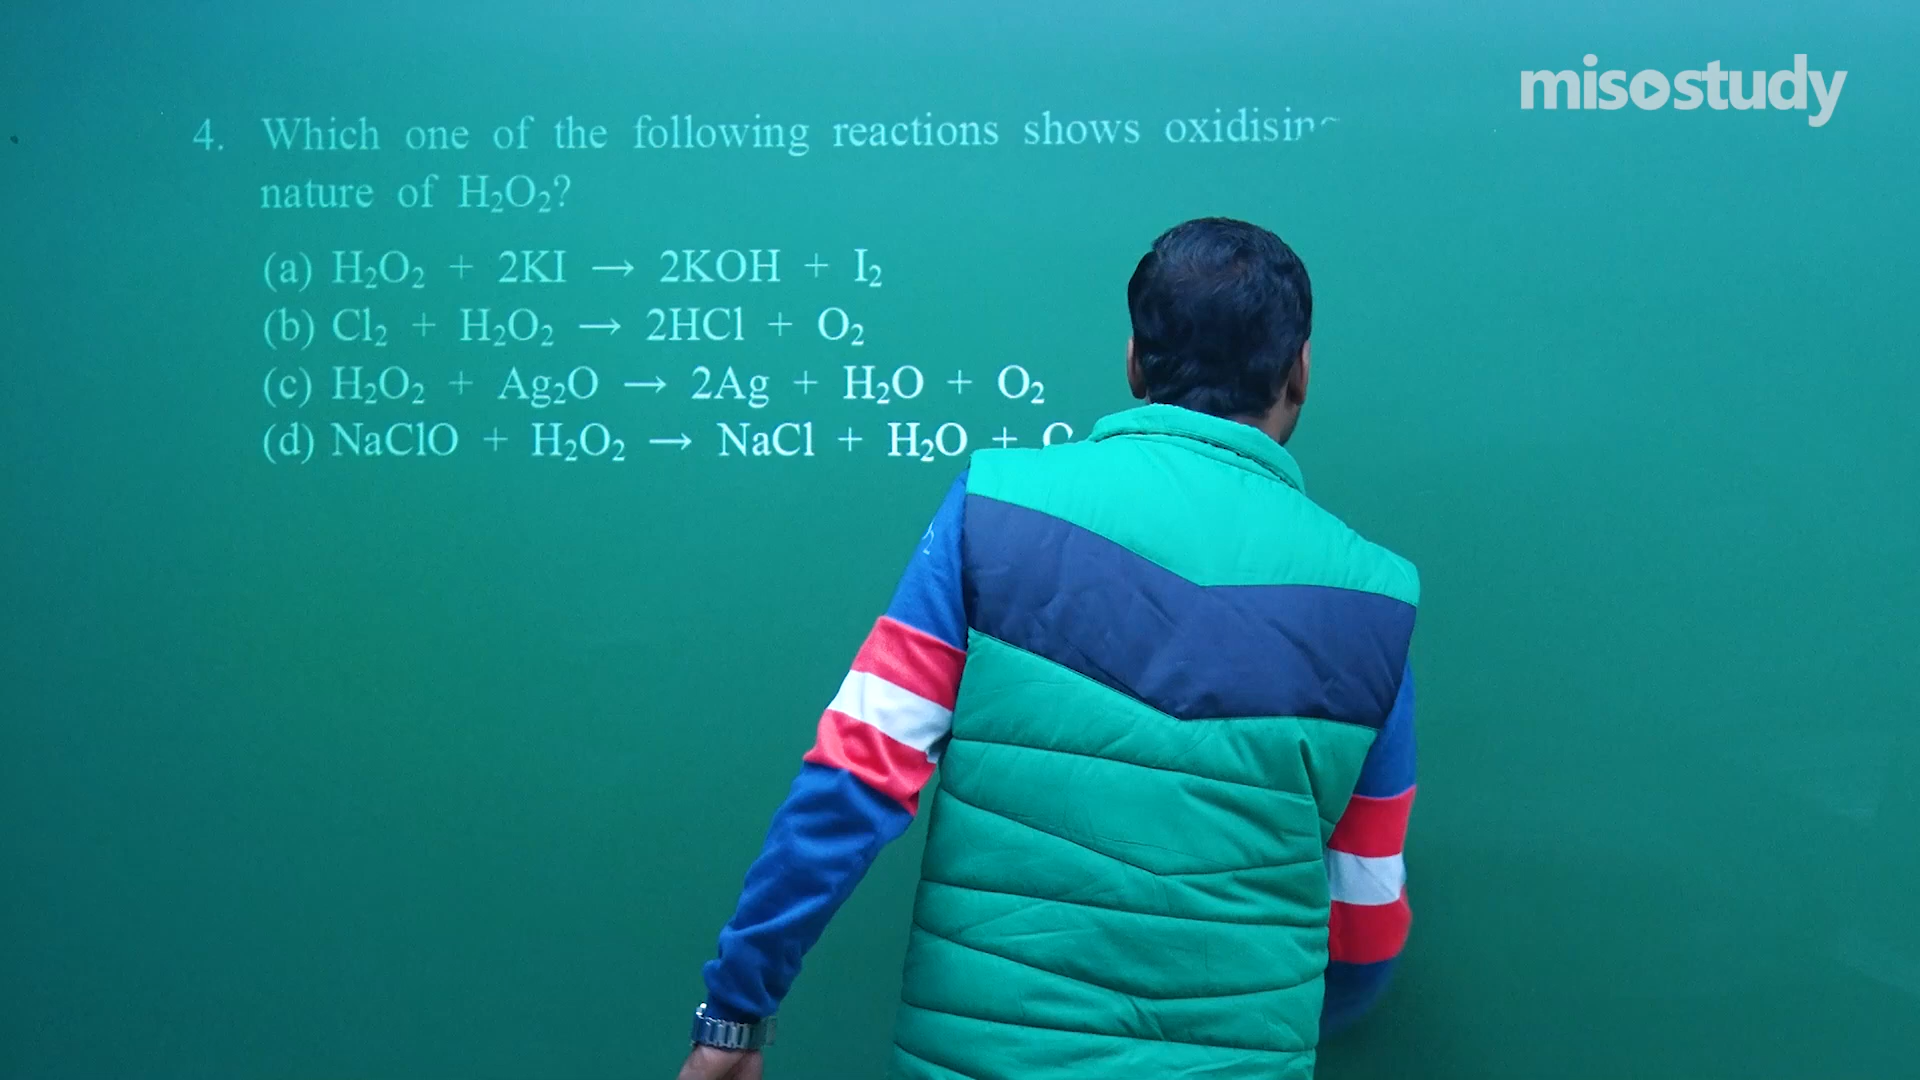 misostudy
4. Which one of the following reactions shows
nature of H₂O₂?
(a) H₂O₂ + 2KI → 2KOH + I₂
(b) Cl₂ + H₂O₂ → 2HCl + O₂
(c) H₂O₂ + Ag₂O → 2Ag + H₂O + O₂
(d) NaClO + H₂O₂ → NaCl + H₂O +